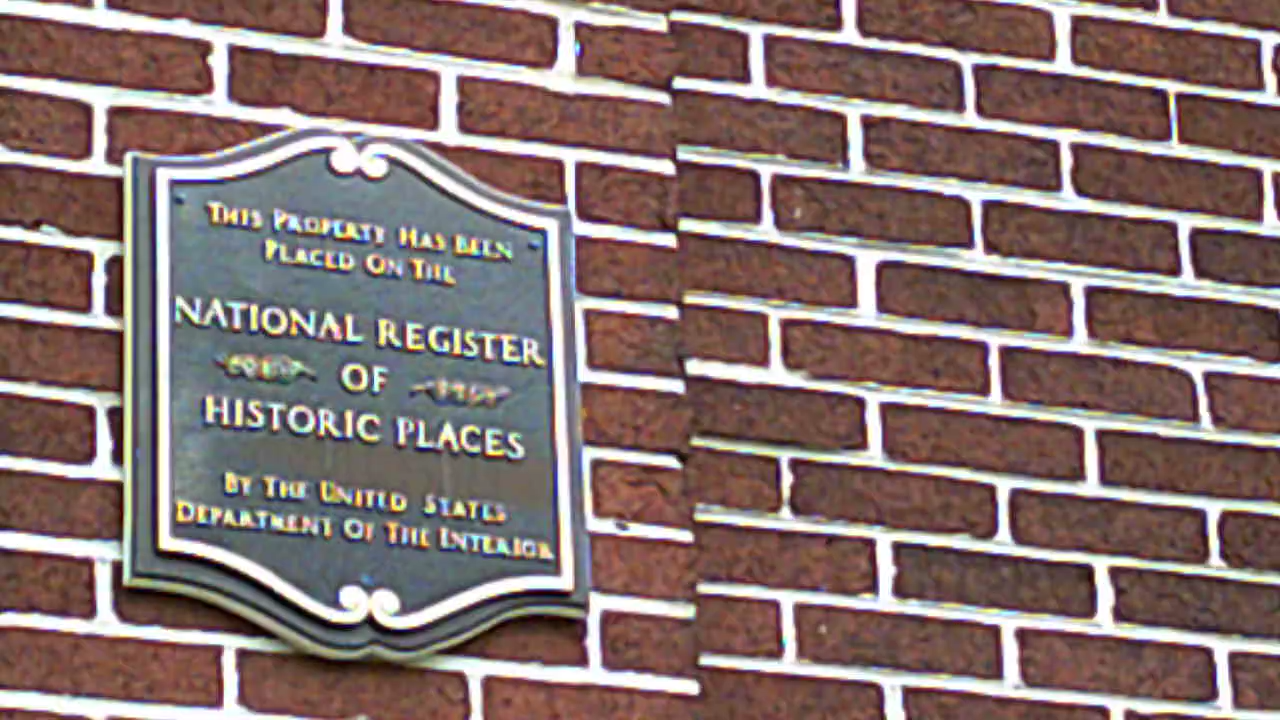 THIS PROPERTY HAS BEEN
PLACED ON THE
NATIONAL REGISTER
OF
HISTORIC PLACES
BY THE UNITED STATES
DEPARTMENT OF THE INTERIOR